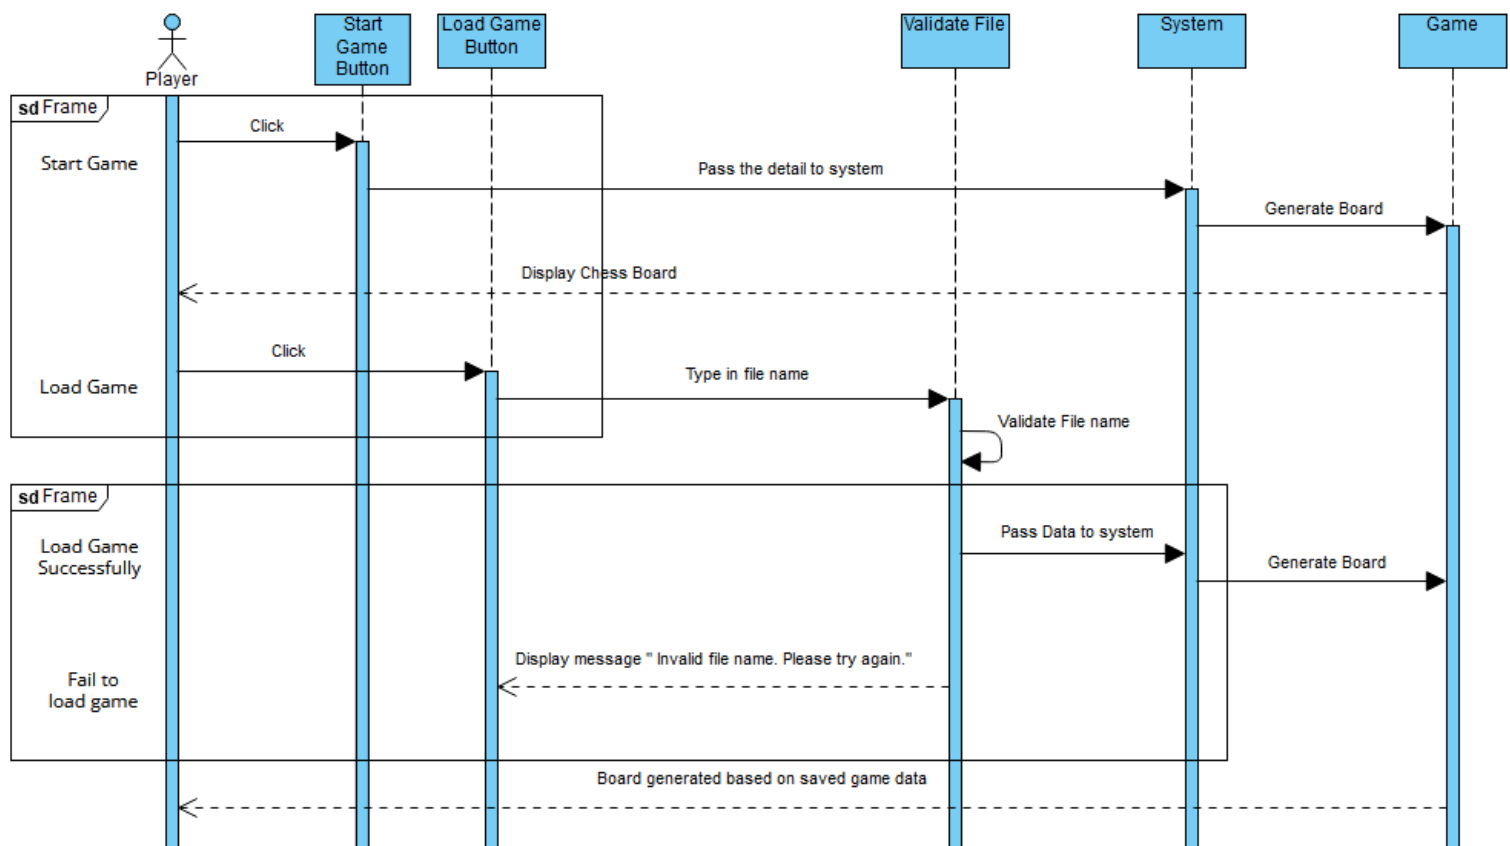 Start
Game
Button
Load Game
Button
Validate File
System
Game
Player
sd Frame
Click
Start Game
Pass the detail to system
Generate Board
Display Chess Board
Click
Load Game
Type in file name
Validate File name
sd Frame
Load Game
Successfully
Pass Data to system
Generate Board
Display message " Invalid file name. Please try again."
Fail to
load game
Board generated based on saved game data